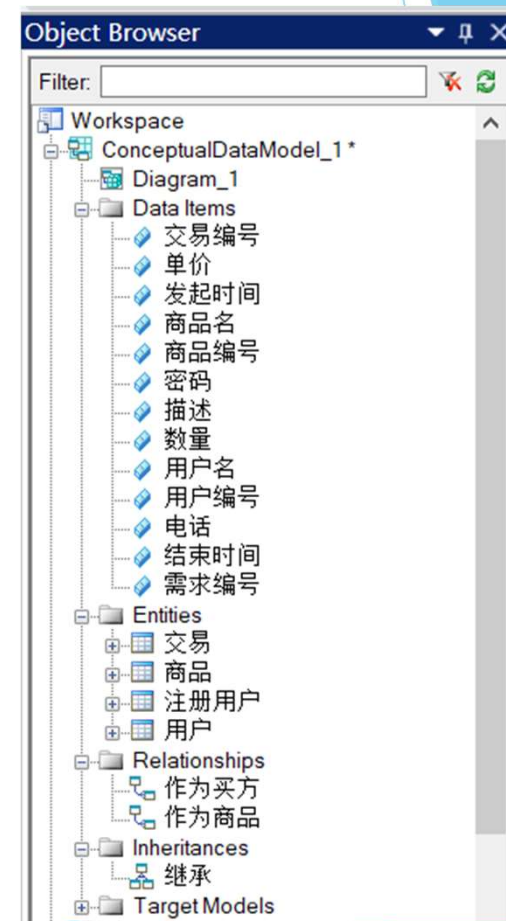 Object Browser
Filter:
Workspace
ConceptualDataModel_1 *
Diagram_1
Data Items
交易编号
单价
发起时间
商品名
商品编号
密码
描述
数量
用户名
用户编号
电话
结束时间
需求编号
Entities
交易
商品
注册用户
用户
Relationships
作为买方
作为商品
Inheritances
继承
Target Models